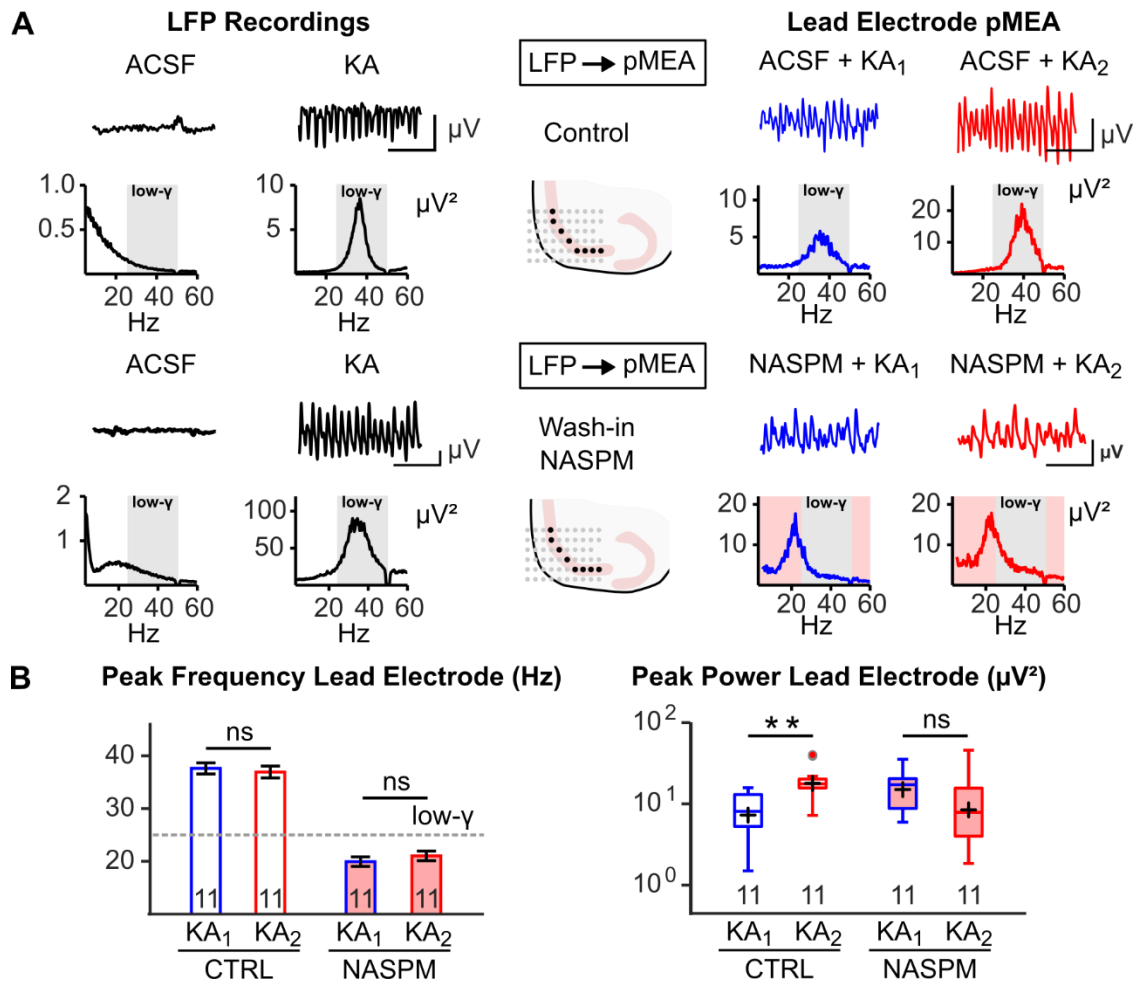 A
LFP Recordings
Lead Electrode pMEA
ACSF
KA
LFP → pMEA
ACSF + KA₁
ACSF + KA₂
µV
Control
µV
1.0
0.5
low-γ
20 40 60
Hz
10
5
low-γ
µV²
20 40 60
Hz
10
5
low-γ
20 40 60
Hz
20
10
low-γ
µV²
20 40 60
Hz
ACSF
KA
LFP → pMEA
NASPM + KA₁
NASPM + KA₂
µV
Wash-in
NASPM
µV
2
1
low-γ
20 40 60
Hz
100
50
low-γ
µV²
20 40 60
Hz
20
10
low-γ
20 40 60
Hz
20
10
low-γ
µV²
20 40 60
Hz
B
Peak Frequency Lead Electrode (Hz)
40
30
20
ns
ns
low-γ
11 11 11 11
KA₁ KA₂ KA₁ KA₂
CTRL NASPM
Peak Power Lead Electrode (µV²)
10²
10¹
10⁰
**
ns
11 11 11 11
KA₁ KA₂ KA₁ KA₂
CTRL NASPM